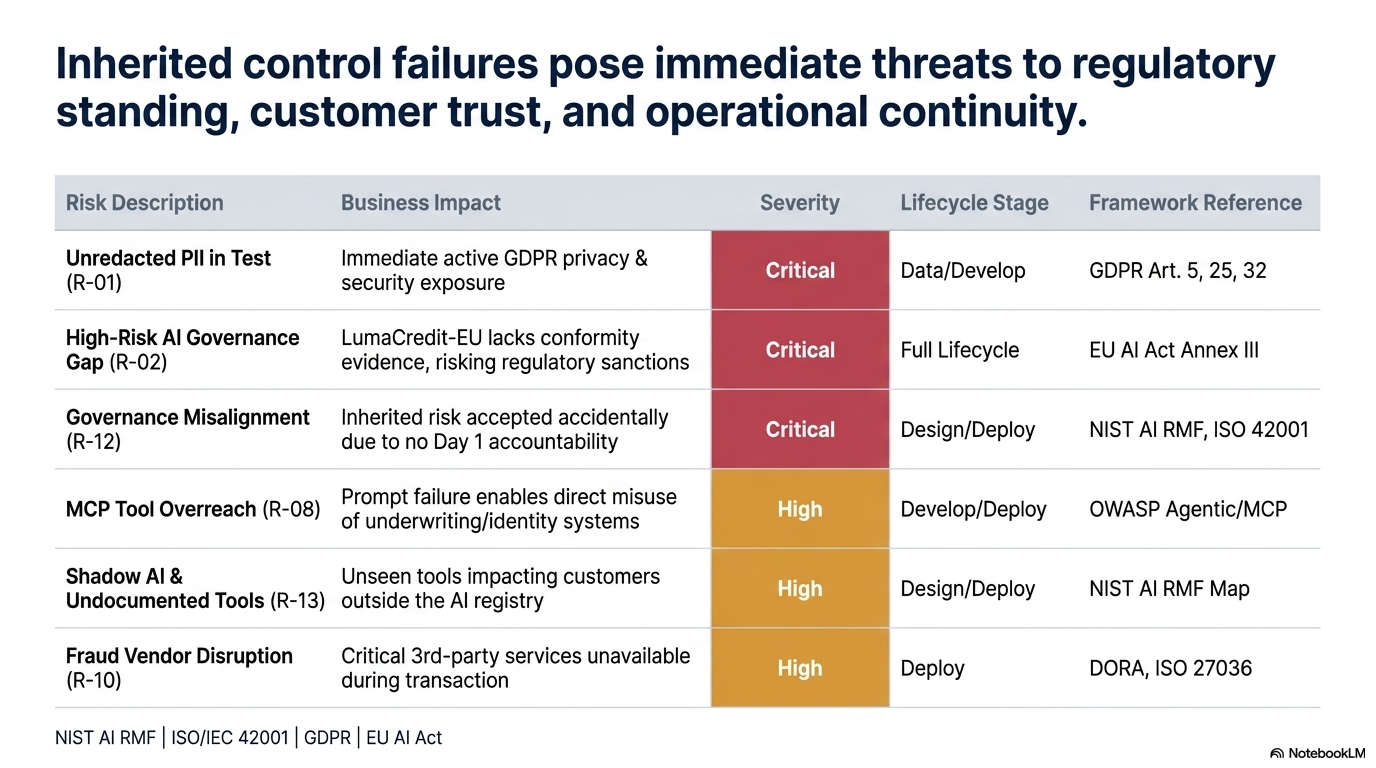 Inherited control failures pose immediate threats to regulatory
standing, customer trust, and operational continuity.
Risk Description
Business Impact
Severity
Lifecycle Stage
Framework Reference
Unredacted PII in Test
(R-01)
Immediate active GDPR privacy &
security exposure
Critical
Data/Develop
GDPR Art. 5, 25, 32
High-Risk AI Governance
Gap (R-02)
LumaCredit-EU lacks conformity
evidence, risking regulatory sanctions
Critical
Full Lifecycle
EU AI Act Annex III
Governance Misalignment
(R-12)
Inherited risk accepted accidentally
due to no Day 1 accountability
Critical
Design/Deploy
NIST AI RMF, ISO 42001
MCP Tool Overreach (R-08)
Prompt failure enables direct misuse
of underwriting/identity systems
High
Develop/Deploy
OWASP Agentic/MCP
Shadow AI &
Undocumented Tools (R-13)
Unseen tools impacting customers
outside the AI registry
High
Design/Deploy
NIST AI RMF Map
Fraud Vendor Disruption
(R-10)
Critical 3rd-party services unavailable
during transaction
High
Deploy
DORA, ISO 27036
NIST AI RMF | ISO/IEC 42001 | GDPR | EU AI Act
NotebookLM